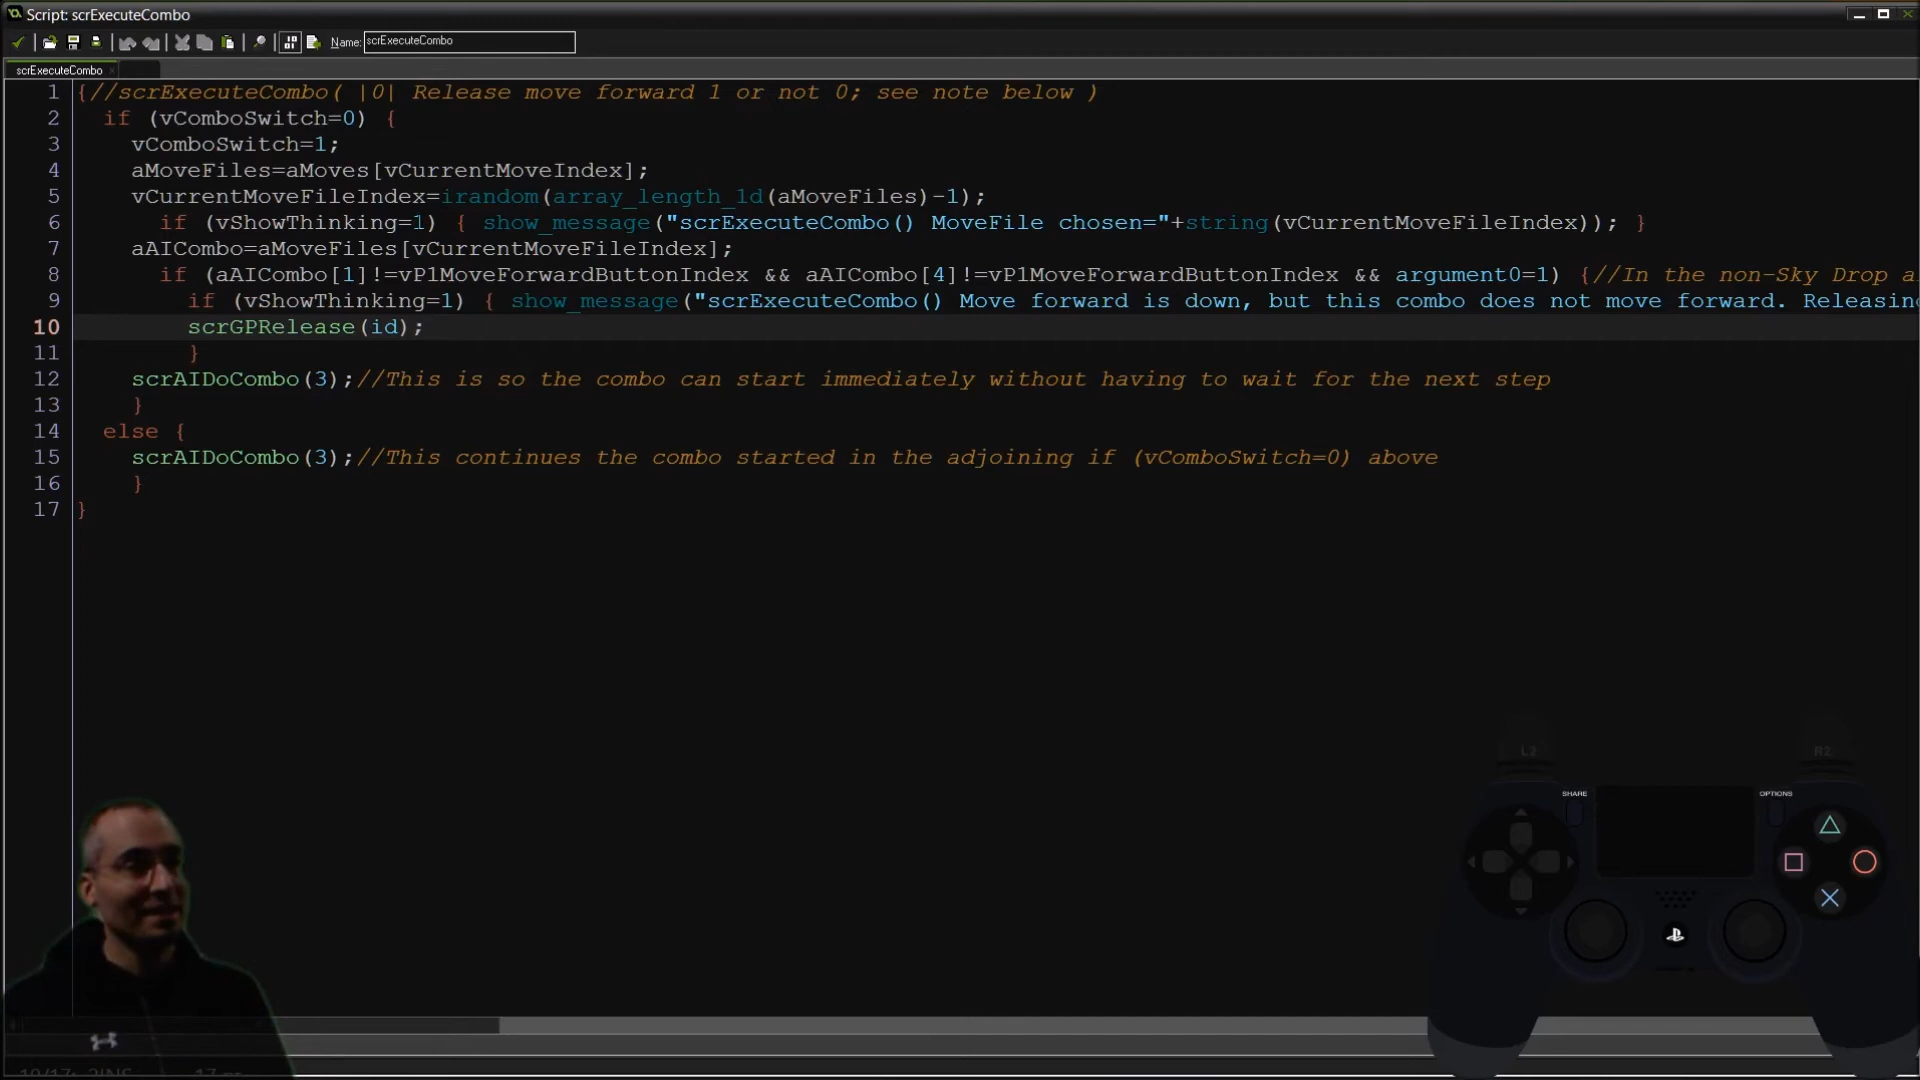 Script: scrExecuteCombo
Name: scrExecuteCombo
scrExecuteCombo
1 {//scrExecuteCombo( |0| Release move forward 1 or not 0; see note below )
2 if (vComboSwitch=0) {
3 vComboSwitch=1;
4 aMoveFiles=aMoves[vCurrentMoveIndex];
5 vCurrentMoveFileIndex=irandom(array_length_1d(aMoveFiles)-1);
6 if (vShowThinking=1) { show_message("scrExecuteCombo() MoveFile chosen="+string(vCurrentMoveFileIndex)); }
7 aAICombo=aMoveFiles[vCurrentMoveFileIndex];
8 if (aAICombo[1]!=vP1MoveForwardButtonIndex && aAICombo[4]!=vP1MoveForwardButtonIndex && argument0=1) {//In the non-Sky Drop a
9 if (vShowThinking=1) { show_message("scrExecuteCombo() Move forward is down, but this combo does not move forward. Releasing
10 scrGPRelease(id);
11 }
12 scrAIDoCombo(3);//This is so the combo can start immediately without having to wait for the next step
13 }
14 else {
15 scrAIDoCombo(3);//This continues the combo started in the adjoining if (vComboSwitch=0) above
16 }
17 }
L2
R2
SHARE
OPTIONS